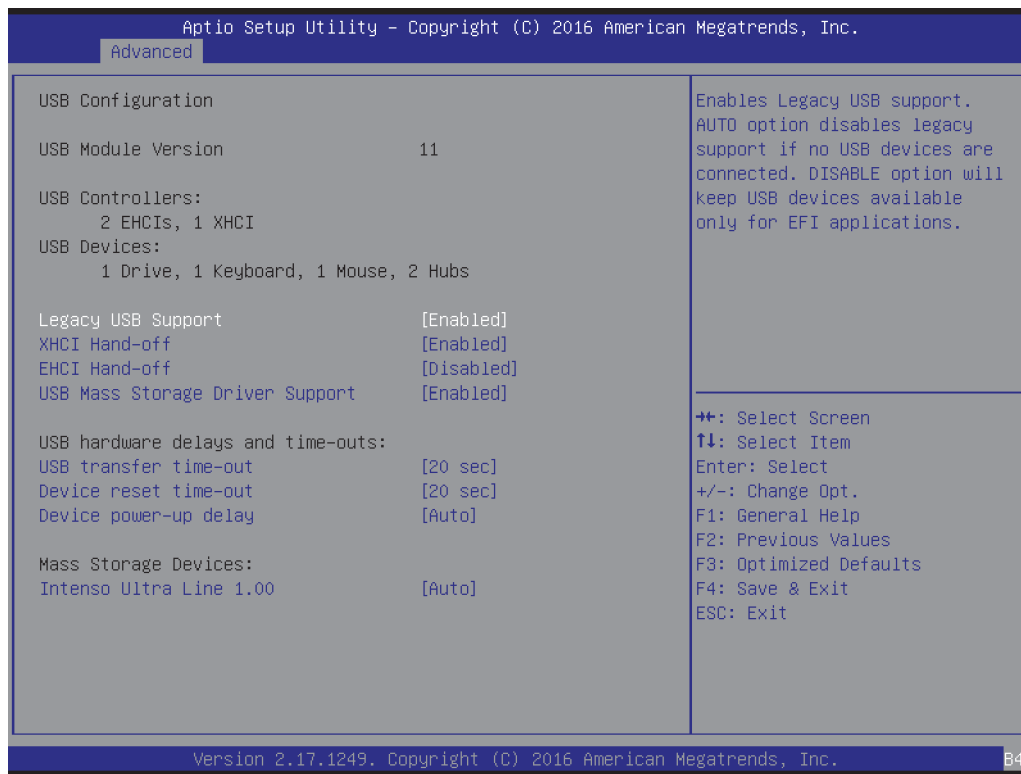 Aptio Setup Utility – Copyright (C) 2016 American Megatrends, Inc.
Advanced
USB Configuration
USB Module Version 11
USB Controllers:
2 EHCIs, 1 XHCI
USB Devices:
1 Drive, 1 Keyboard, 1 Mouse, 2 Hubs
Legacy USB Support [Enabled]
XHCI Hand-off [Enabled]
EHCI Hand-off [Disabled]
USB Mass Storage Driver Support [Enabled]
USB hardware delays and time-outs:
USB transfer time-out [20 sec]
Device reset time-out [20 sec]
Device power-up delay [Auto]
Mass Storage Devices:
Intenso Ultra Line 1.00 [Auto]
Enables Legacy USB support.
AUTO option disables legacy
support if no USB devices are
connected. DISABLE option will
keep USB devices available
only for EFI applications.
→←: Select Screen
↑↓: Select Item
Enter: Select
+/-: Change Opt.
F1: General Help
F2: Previous Values
F3: Optimized Defaults
F4: Save & Exit
ESC: Exit
Version 2.17.1249. Copyright (C) 2016 American Megatrends, Inc.
B4